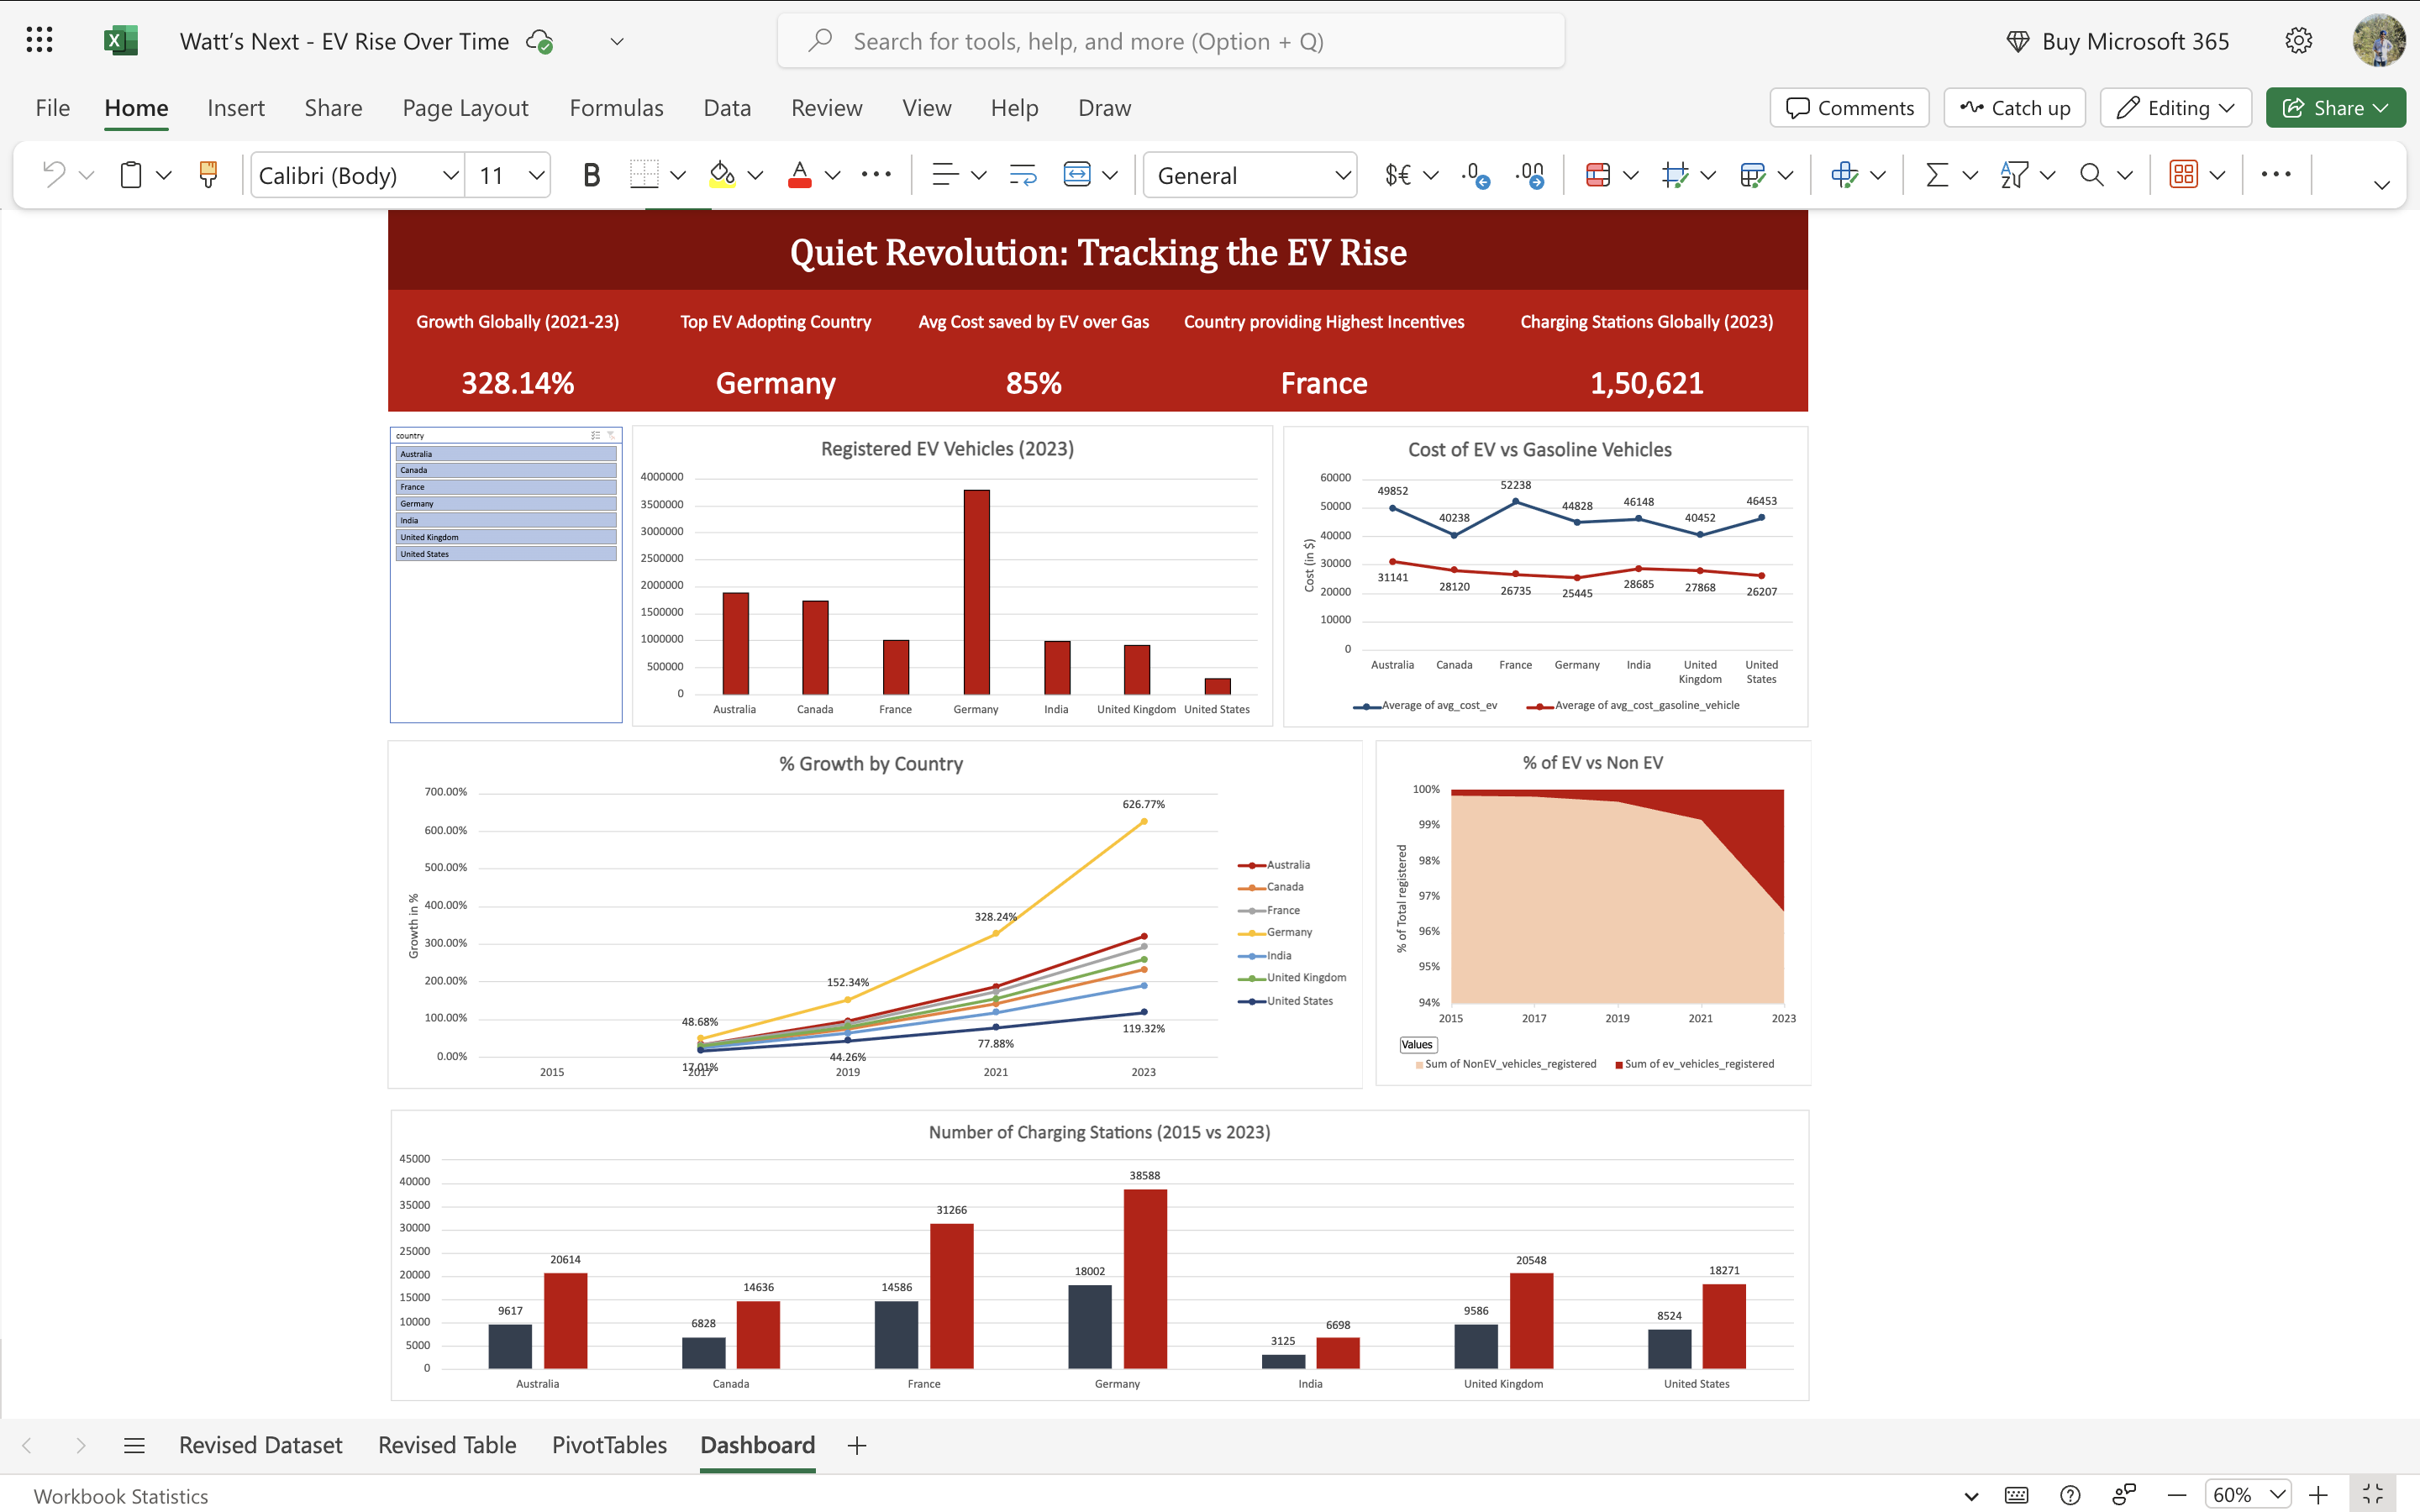 Watt's Next - EV Rise Over Time
Search for tools, help, and more (Option + Q)
Buy Microsoft 365
File Home Insert Share Page Layout Formulas Data Review View Help Draw
Comments Catch up Editing Share
Calibri (Body) 11 B General
Quiet Revolution: Tracking the EV Rise
Growth Globally (2021-23) Top EV Adopting Country Avg Cost saved by EV over Gas Country providing Highest Incentives Charging Stations Globally (2023)
328.14% Germany 85% France 1,50,621
country
Australia
Canada
France
Germany
India
United Kingdom
United States
Registered EV Vehicles (2023)
4000000
3500000
3000000
2500000
2000000
1500000
1000000
500000
0
Australia Canada France Germany India United Kingdom United States
Cost of EV vs Gasoline Vehicles
Cost (in $)
60000
50000
40000
30000
20000
10000
0
49852 40238 52238 44828 46148 40452 46453
31141 28120 26735 25445 28685 27868 26207
Australia Canada France Germany India United Kingdom United States
Average of avg_cost_ev Average of avg_cost_gasoline_vehicle
% Growth by Country
Growth in %
700.00%
600.00%
500.00%
400.00%
300.00%
200.00%
100.00%
0.00%
48.68% 152.34% 328.24% 626.77%
17.01% 44.26% 77.88% 119.32%
2015 2017 2019 2021 2023
Australia
Canada
France
Germany
India
United Kingdom
United States
% of EV vs Non EV
% of Total registered
100%
99%
98%
97%
96%
95%
94%
2015 2017 2019 2021 2023
Values
Sum of NonEV_vehicles_registered Sum of ev_vehicles_registered
Number of Charging Stations (2015 vs 2023)
45000
40000
35000
30000
25000
20000
15000
10000
5000
0
9617 20614 6828 14636 14586 31266 18002 38588 3125 6698 9586 20548 8524 18271
Australia Canada France Germany India United Kingdom United States
Revised Dataset Revised Table PivotTables Dashboard
Workbook Statistics
60%